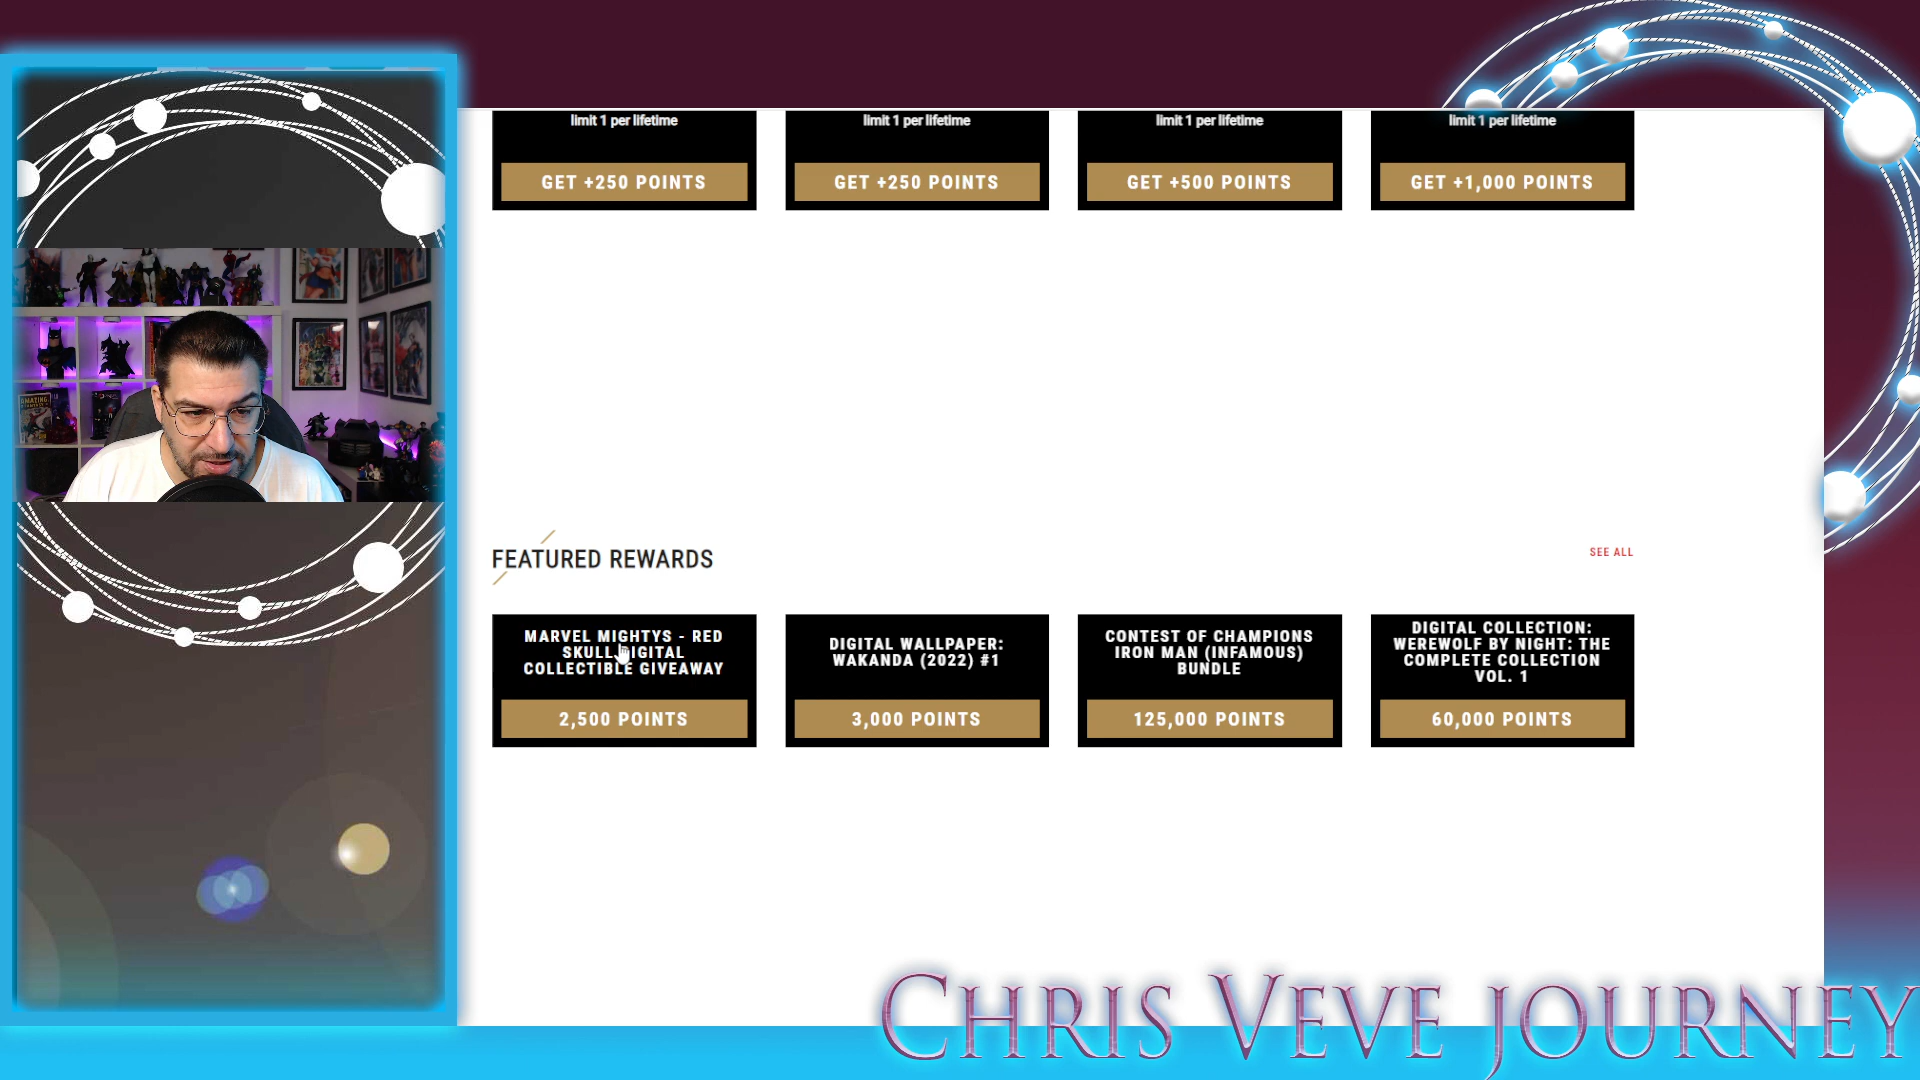 limit 1 per lifetime
limit 1 per lifetime
limit 1 per lifetime
limit 1 per lifetime
GET +250 POINTS
GET +250 POINTS
GET +500 POINTS
GET +1,000 POINTS
AMAZING
FEATURED REWARDS
SEE ALL
MARVEL MIGHTYS - RED
SKULL DIGITAL
COLLECTIBLE GIVEAWAY
2,500 POINTS
DIGITAL WALLPAPER:
WAKANDA (2022) #1
3,000 POINTS
CONTEST OF CHAMPIONS
IRON MAN (INFAMOUS)
BUNDLE
125,000 POINTS
DIGITAL COLLECTION:
WEREWOLF BY NIGHT: THE
COMPLETE COLLECTION
VOL. 1
60,000 POINTS
CHRIS VEVE JOURNEY